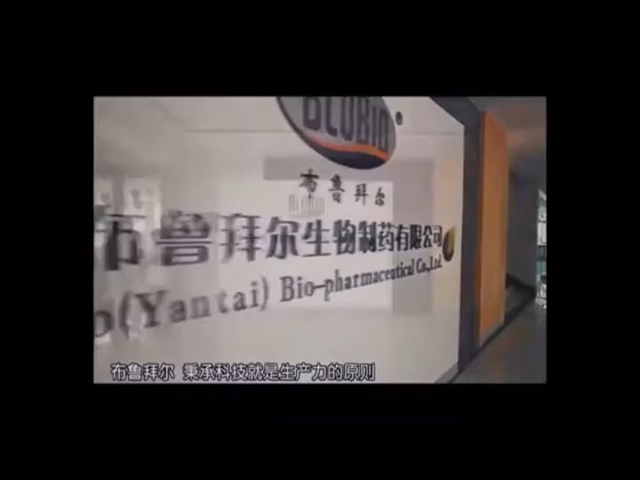 BLUBIO®
布鲁拜尔
布鲁拜尔生物制药有限公司
o(Yantai) Bio-pharmaceutical Co.,Ltd.
布鲁拜尔 秉承科技就是生产力的原则